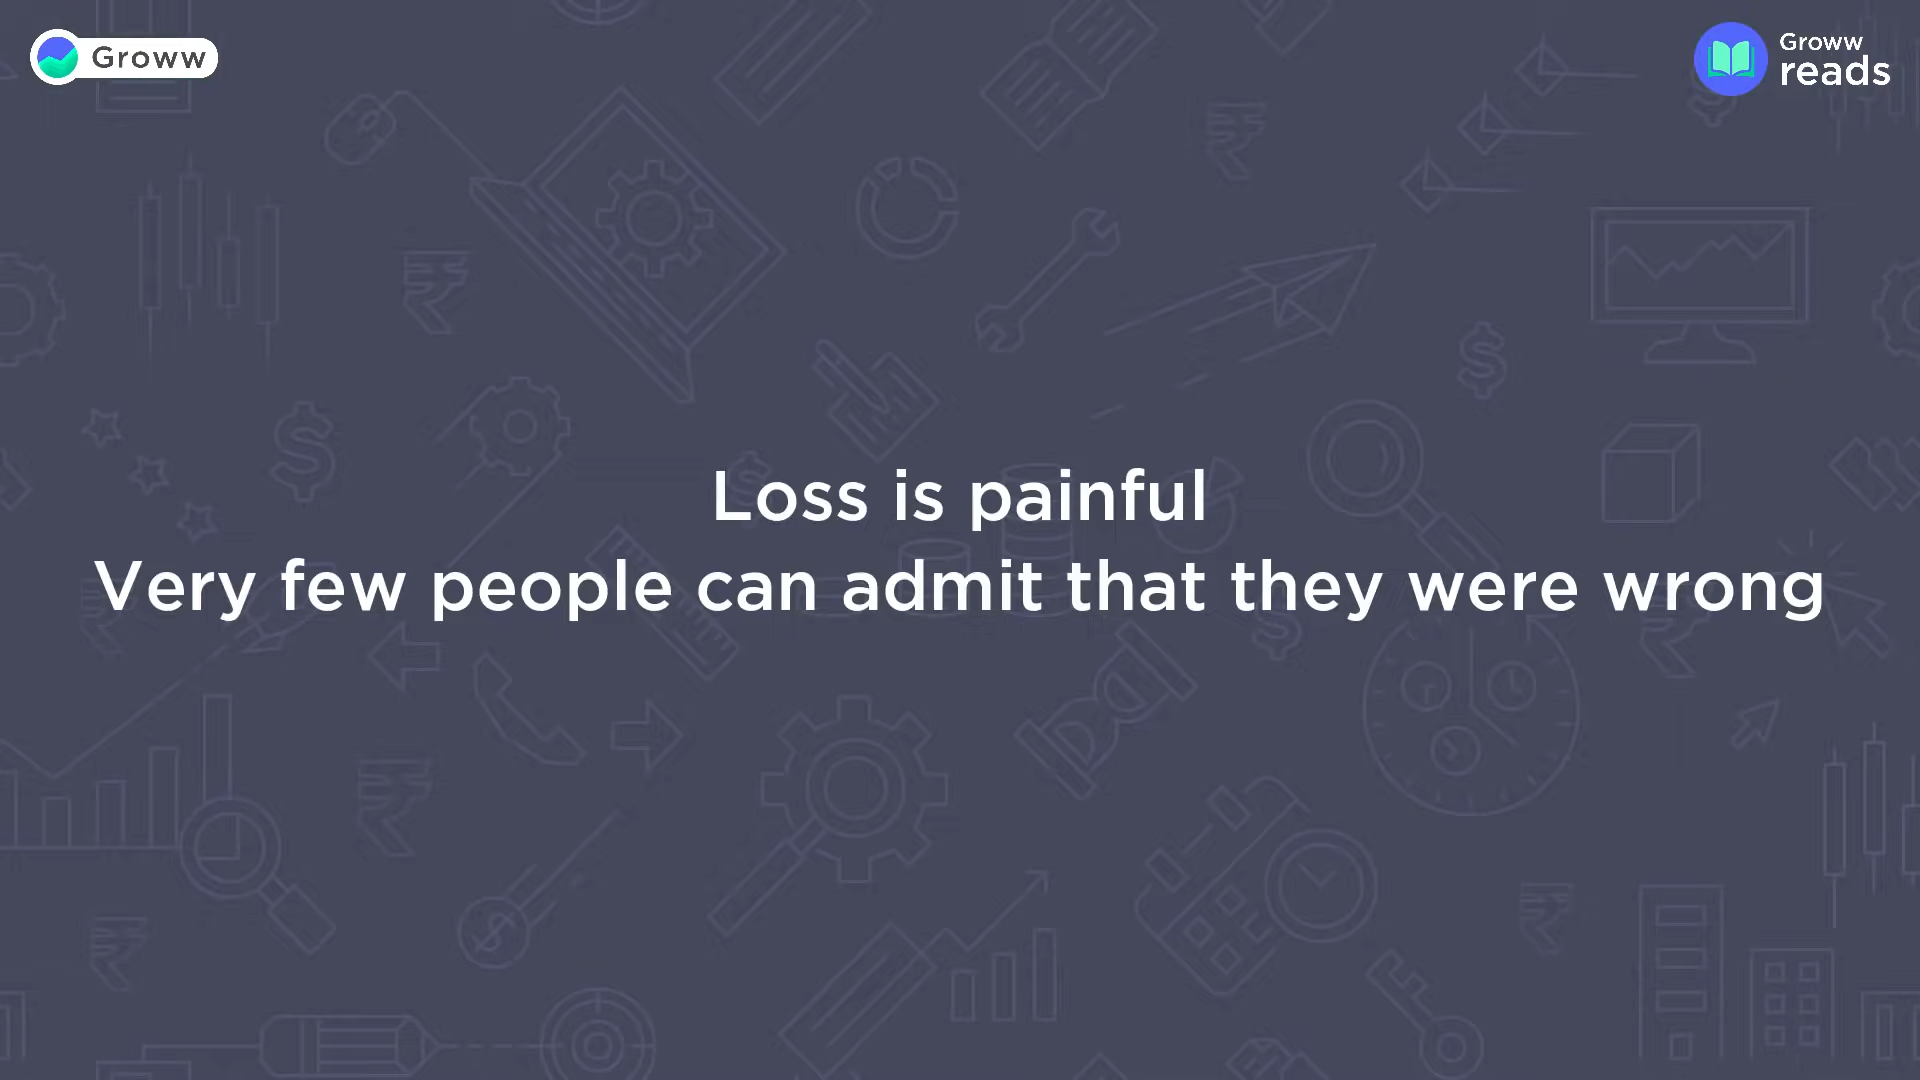 Groww
Groww
reads
Loss is painful
Very few people can admit that they were wrong